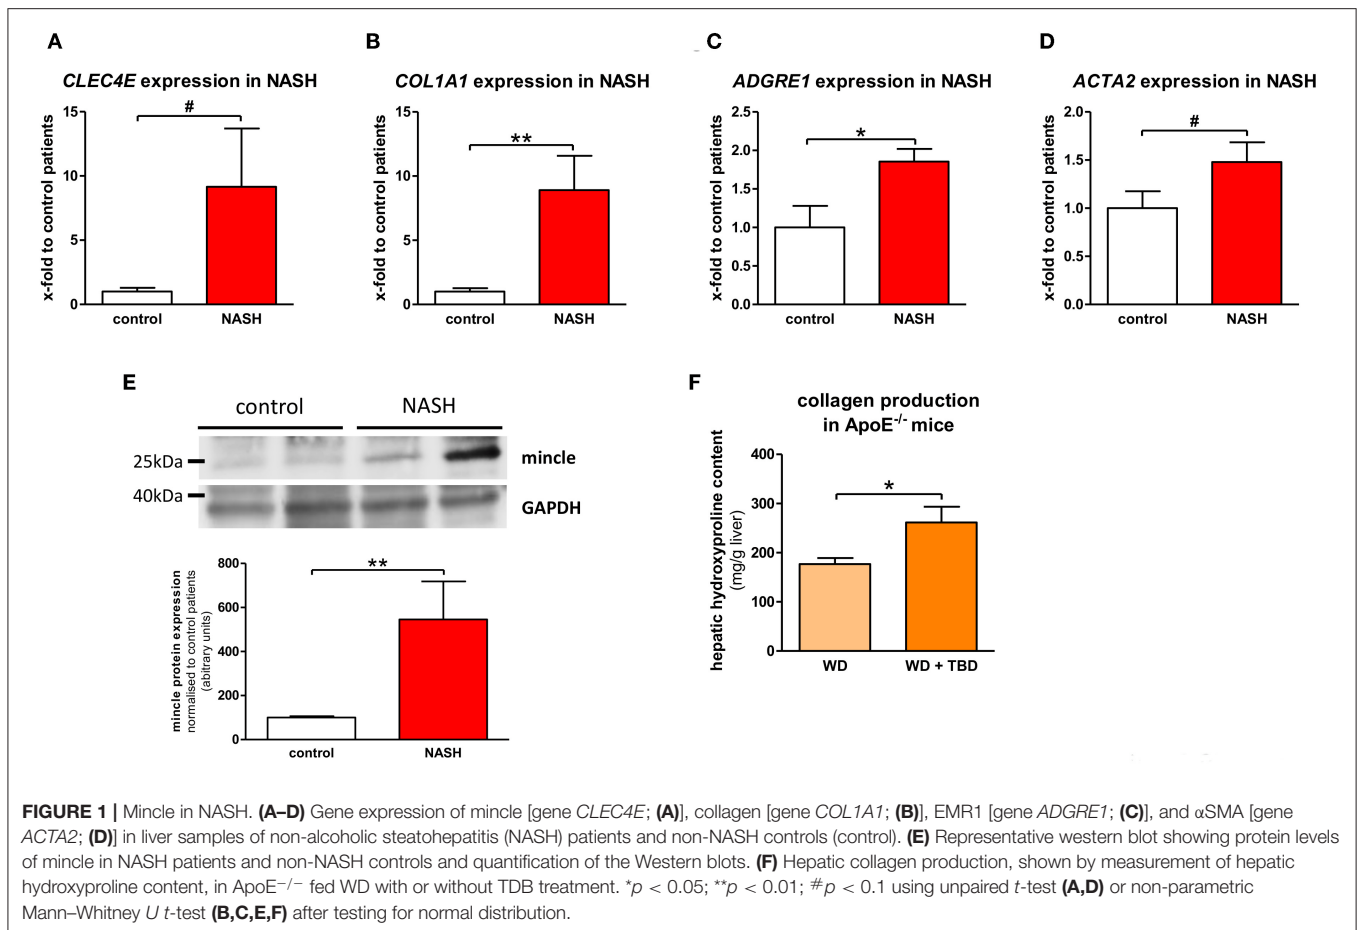 A
CLEC4E expression in NASH
x-fold to control patients
15
10
5
0
#
control
NASH
B
COL1A1 expression in NASH
x-fold to control patients
15
10
5
0
**
control
NASH
C
ADGRE1 expression in NASH
x-fold to control patients
2.5
2.0
1.5
1.0
0.5
0.0
*
control
NASH
D
ACTA2 expression in NASH
x-fold to control patients
2.0
1.5
1.0
0.5
0.0
#
control
NASH
E
control
NASH
25kDa
mincle
40kDa
GAPDH
mincle protein expression
normalised to control patients
(abitrary units)
800
600
400
200
0
**
control
NASH
F
collagen production
in ApoE-/- mice
hepatic hydroxyproline content
(mg/g liver)
400
300
200
100
0
*
WD
WD + TBD
FIGURE 1 | Mincle in NASH. (A–D) Gene expression of mincle [gene CLEC4E; (A)], collagen [gene COL1A1; (B)], EMR1 [gene ADGRE1; (C)], and αSMA [gene
ACTA2; (D)] in liver samples of non-alcoholic steatohepatitis (NASH) patients and non-NASH controls (control). (E) Representative western blot showing protein levels
of mincle in NASH patients and non-NASH controls and quantification of the Western blots. (F) Hepatic collagen production, shown by measurement of hepatic
hydroxyproline content, in ApoE−/− fed WD with or without TDB treatment. *p < 0.05; **p < 0.01; #p < 0.1 using unpaired t-test (A,D) or non-parametric
Mann–Whitney U t-test (B,C,E,F) after testing for normal distribution.